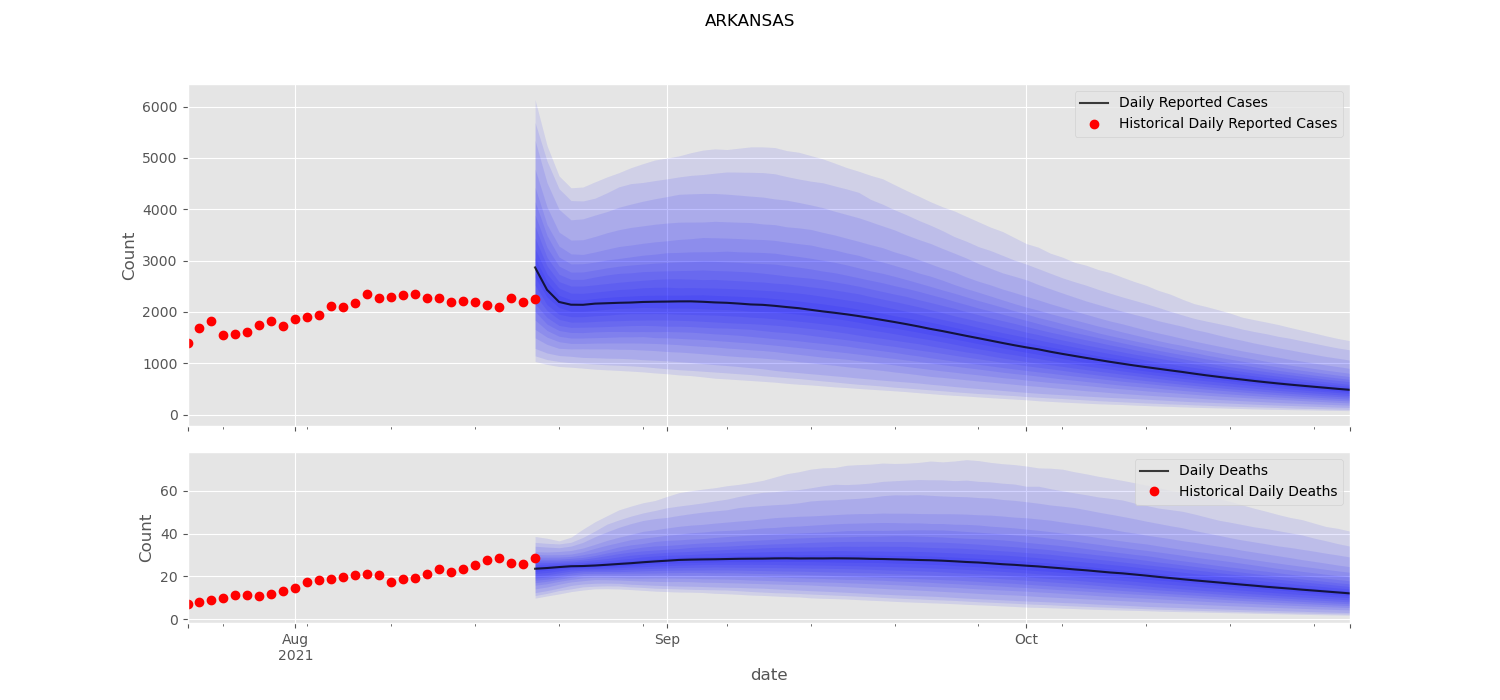 ARKANSAS
Daily Reported Cases
Historical Daily Reported Cases
6000
5000
4000
3000
2000
1000
0
Count
Daily Deaths
Historical Daily Deaths
60
40
20
0
Count
Aug
2021
Sep
Oct
date